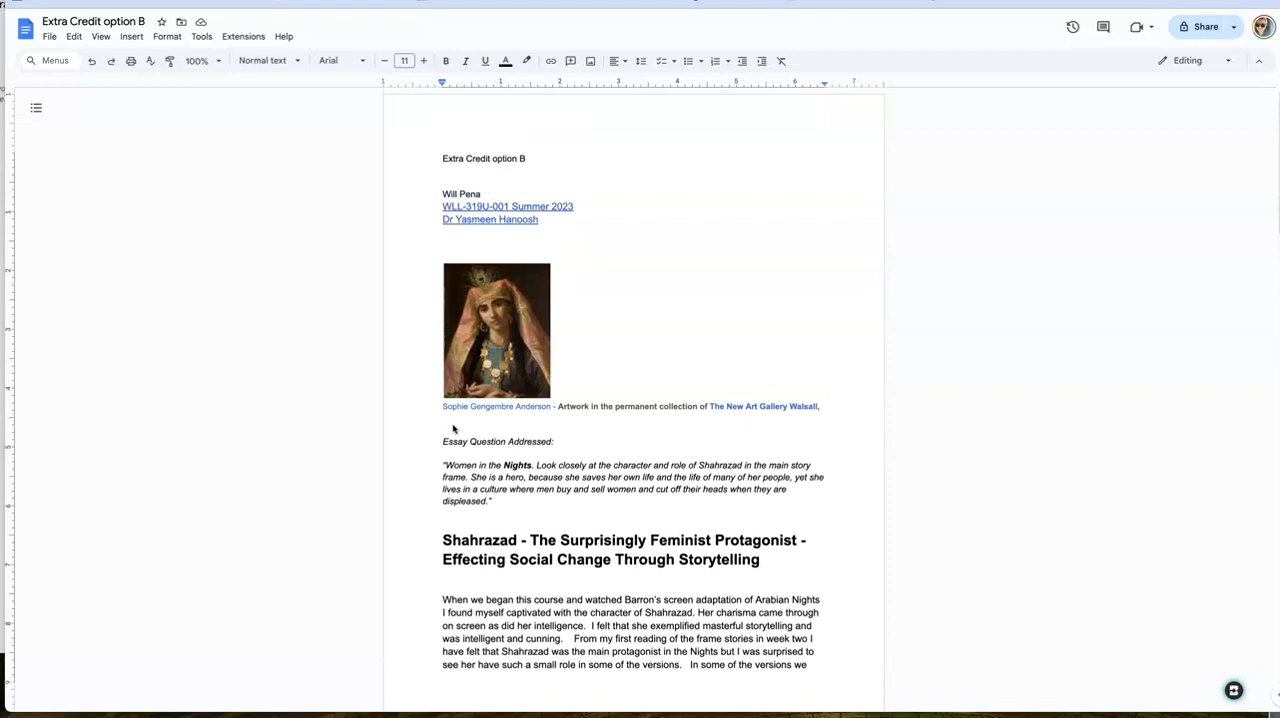 Extra Credit option B
File Edit View Insert Format Tools Extensions Help
Share
Menus 100% Normal text Arial 11 B I U A Editing
1 1 2 3 4 5 6 7
Extra Credit option B
Will Pena
WLL-319U-001 Summer 2023
Dr Yasmeen Hanoosh
Sophie Gengembre Anderson - Artwork in the permanent collection of The New Art Gallery Walsall,
Essay Question Addressed:
"Women in the Nights. Look closely at the character and role of Shahrazad in the main story
frame. She is a hero, because she saves her own life and the life of many of her people, yet she
lives in a culture where men buy and sell women and cut off their heads when they are
displeased."
Shahrazad - The Surprisingly Feminist Protagonist -
Effecting Social Change Through Storytelling
When we began this course and watched Barron's screen adaptation of Arabian Nights
I found myself captivated with the character of Shahrazad. Her charisma came through
on screen as did her intelligence. I felt that she exemplified masterful storytelling and
was intelligent and cunning. From my first reading of the frame stories in week two I
have felt that Shahrazad was the main protagonist in the Nights but I was surprised to
see her have such a small role in some of the versions. In some of the versions we